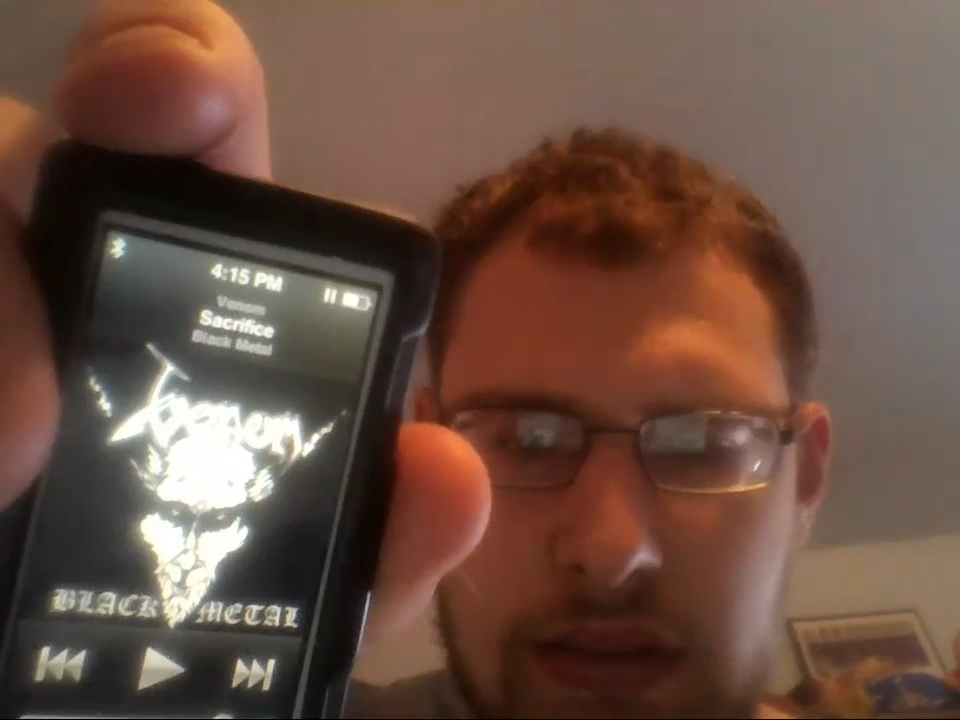 4:15 PM
Venom
Sacrifice
Black Metal
Venom
BLACK METAL